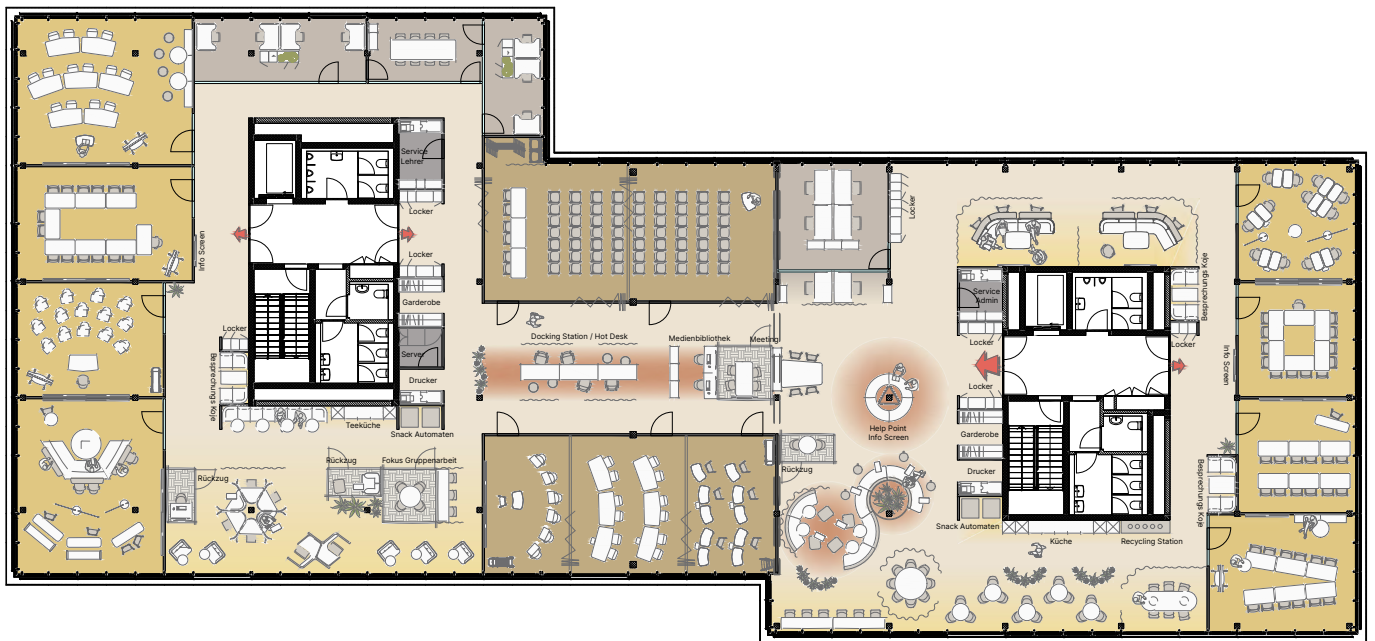 Service
Lehrer
Locker
Info Screen
Locker
Garderobe
Locker
Server
Besprechungs Koje
Drucker
Teeküche
Snack Automaten
Rückzug
Rückzug
Fokus Gruppenarbeit
Docking Station / Hot Desk
Medienbibliothek
Meeting
Locker
Help Point
Info Screen
Rückzug
Service
Admin
Besprechungs Koje
Locker
Locker
Info Screen
Locker
Garderobe
Drucker
Besprechungs Koje
Snack Automaten
Küche
Recycling Station